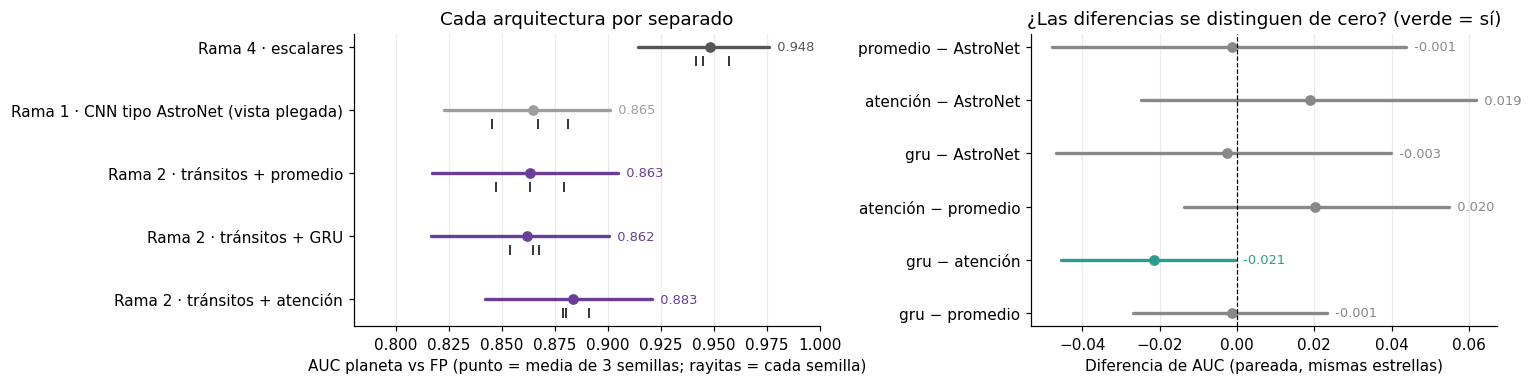 Cada arquitectura por separado
Rama 4 · escalares
0.948
Rama 1 · CNN tipo AstroNet (vista plegada)
0.865
Rama 2 · tránsitos + promedio
0.863
Rama 2 · tránsitos + GRU
0.862
Rama 2 · tránsitos + atención
0.883
0.800 0.825 0.850 0.875 0.900 0.925 0.950 0.975 1.000
AUC planeta vs FP (punto = media de 3 semillas; rayitas = cada semilla)
¿Las diferencias se distinguen de cero? (verde = sí)
promedio − AstroNet
-0.001
atención − AstroNet
0.019
gru − AstroNet
-0.003
atención − promedio
0.020
gru − atención
-0.021
gru − promedio
-0.001
−0.04 −0.02 0.00 0.02 0.04 0.06
Diferencia de AUC (pareada, mismas estrellas)